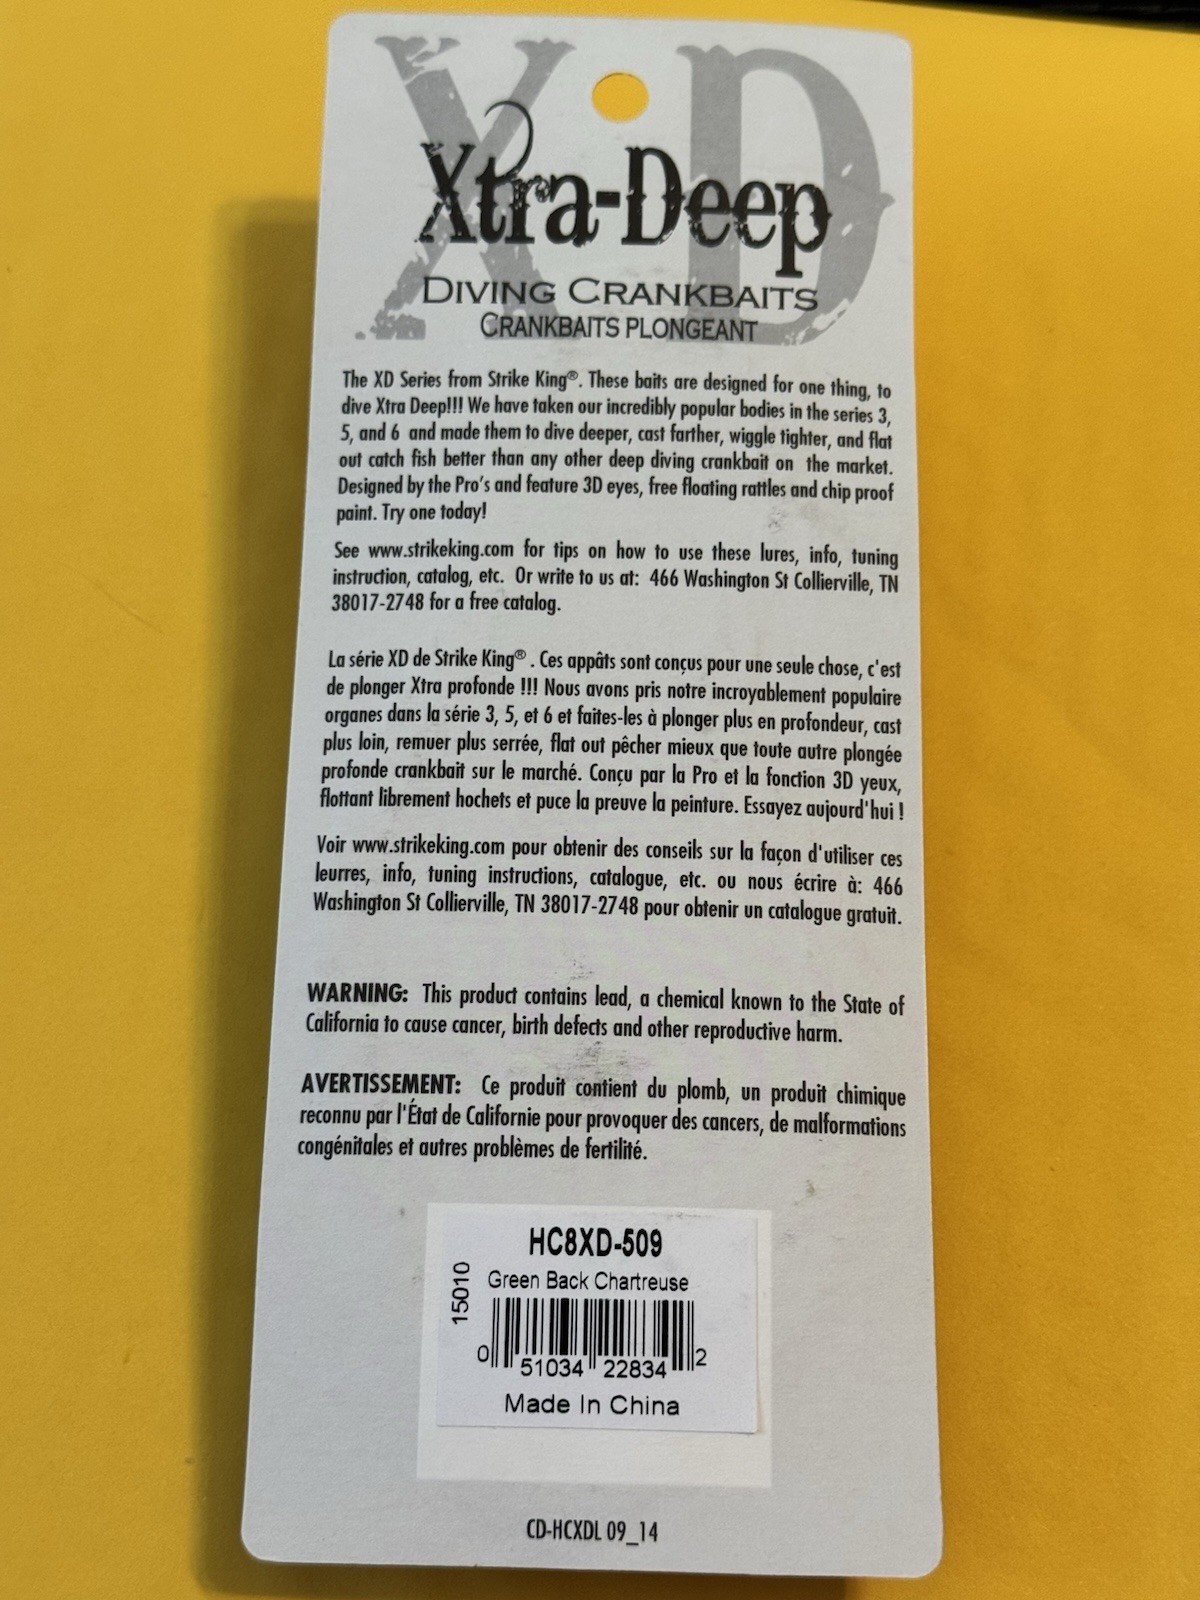 XD
Xtra-Deep
DIVING CRANKBAITS
CRANKBAITS PLONGEANT
The XD Series from Strike King®. These baits are designed for one thing, to
dive Xtra Deep!!! We have taken our incredibly popular bodies in the series 3,
5, and 6 and made them to dive deeper, cast farther, wiggle tighter, and flat
out catch fish better than any other deep diving crankbait on the market.
Designed by the Pro's and feature 3D eyes, free floating rattles and chip proof
paint. Try one today!
See www.strikeking.com for tips on how to use these lures, info, tuning
instruction, catalog, etc. Or write to us at: 466 Washington St Collierville, TN
38017-2748 for a free catalog.
La série XD de Strike King® . Ces appâts sont conçus pour une seule chose, c'est
de plonger Xtra profonde !!! Nous avons pris notre incroyablement populaire
organes dans la série 3, 5, et 6 et faites-les à plonger plus en profondeur, cast
plus loin, remuer plus serrée, flat out pêcher mieux que toute autre plongée
profonde crankbait sur le marché. Conçu par la Pro et la fonction 3D yeux,
flottant librement hochets et puce la preuve la peinture. Essayez aujourd'hui !
Voir www.strikeking.com pour obtenir des conseils sur la façon d'utiliser ces
leurres, info, tuning instructions, catalogue, etc. ou nous écrire à: 466
Washington St Collierville, TN 38017-2748 pour obtenir un catalogue gratuit.
WARNING: This product contains lead, a chemical known to the State of
California to cause cancer, birth defects and other reproductive harm.
AVERTISSEMENT: Ce produit contient du plomb, un produit chimique
reconnu par l'État de Californie pour provoquer des cancers, de malformations
congénitales et autres problèmes de fertilité.
HC8XD-509
Green Back Chartreuse
15010
0 51034 22834 2
Made In China
CD-HCXDL 09_14